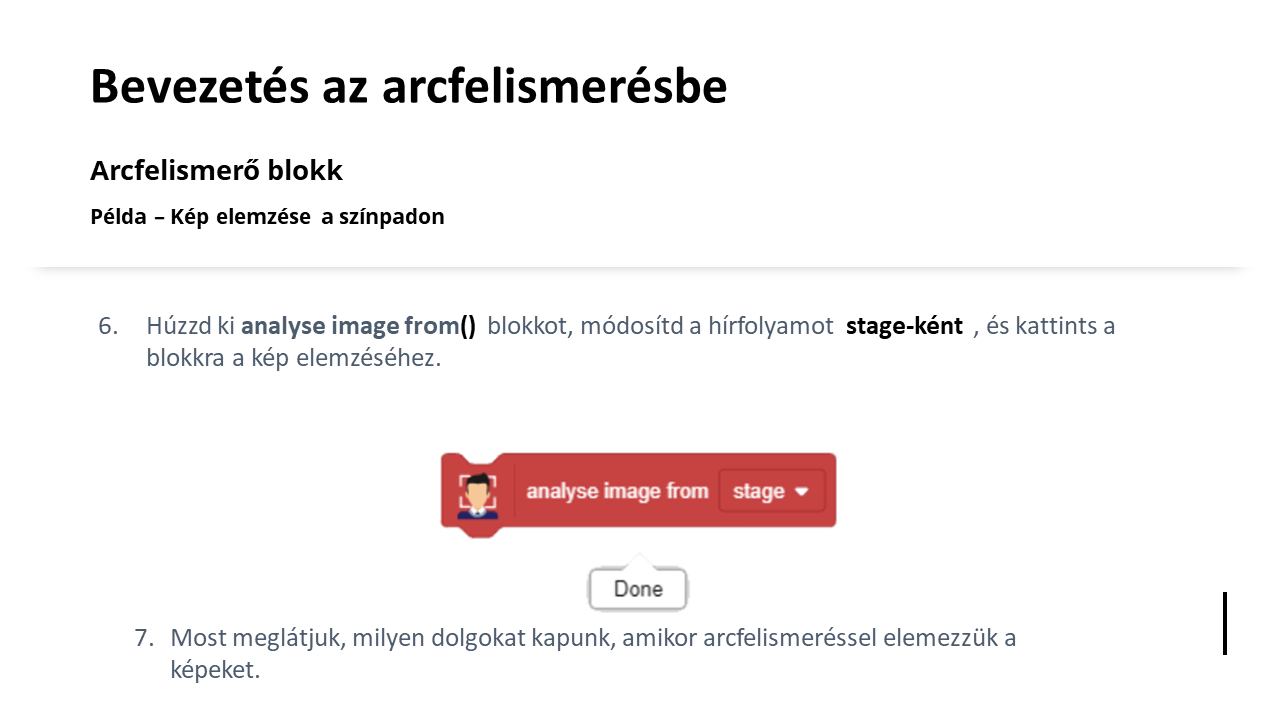 Bevezetés az arcfelismerésbe
Arcfelismerő blokk
Példa – Kép elemzése a színpadon
6. Húzzd ki analyse image from() blokkot, módosítd a hírfolyamot stage-ként , és kattints a
blokkra a kép elemzéséhez.
analyse image from stage
Done
7. Most meglátjuk, milyen dolgokat kapunk, amikor arcfelismeréssel elemezzük a
képeket.